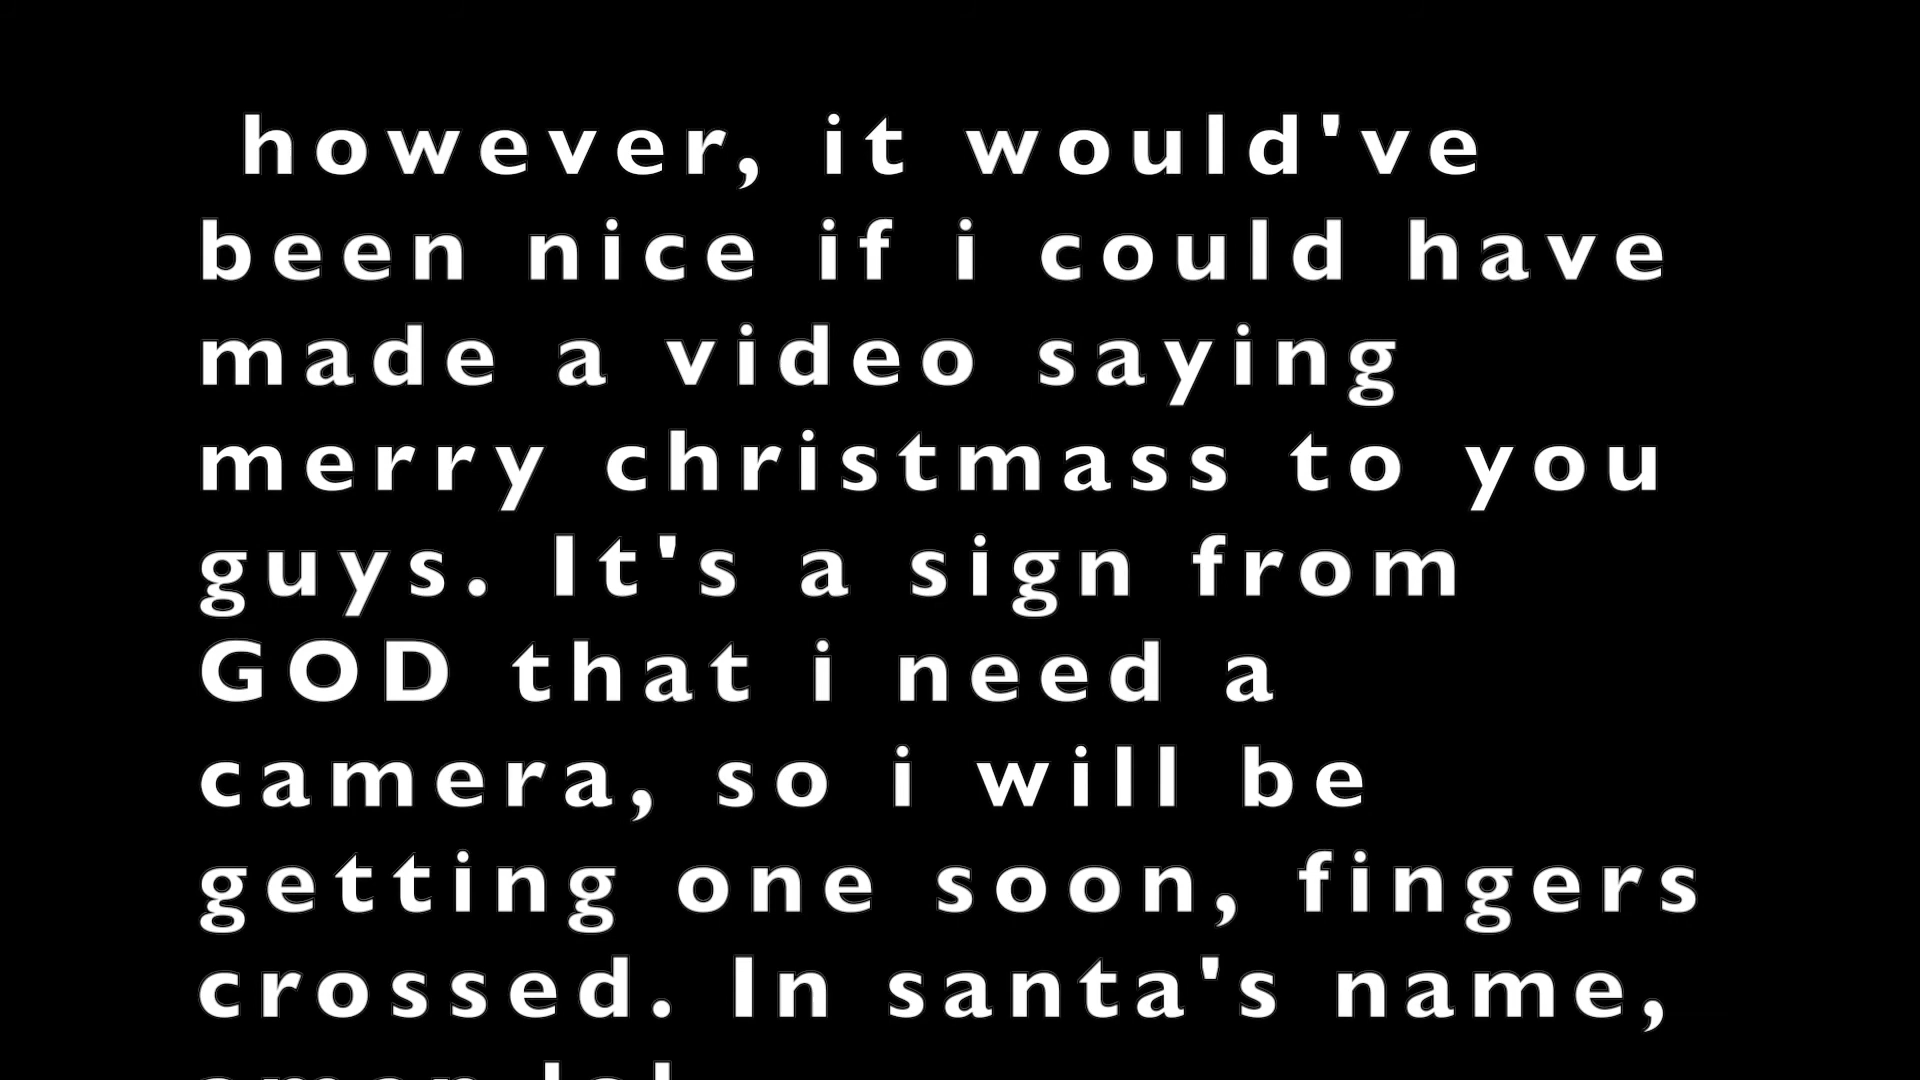 however, it would've
been nice if i could have
made a video saying
merry christmass to you
guys. It's a sign from
GOD that i need a
camera, so i will be
getting one soon, fingers
crossed. In santa's name,